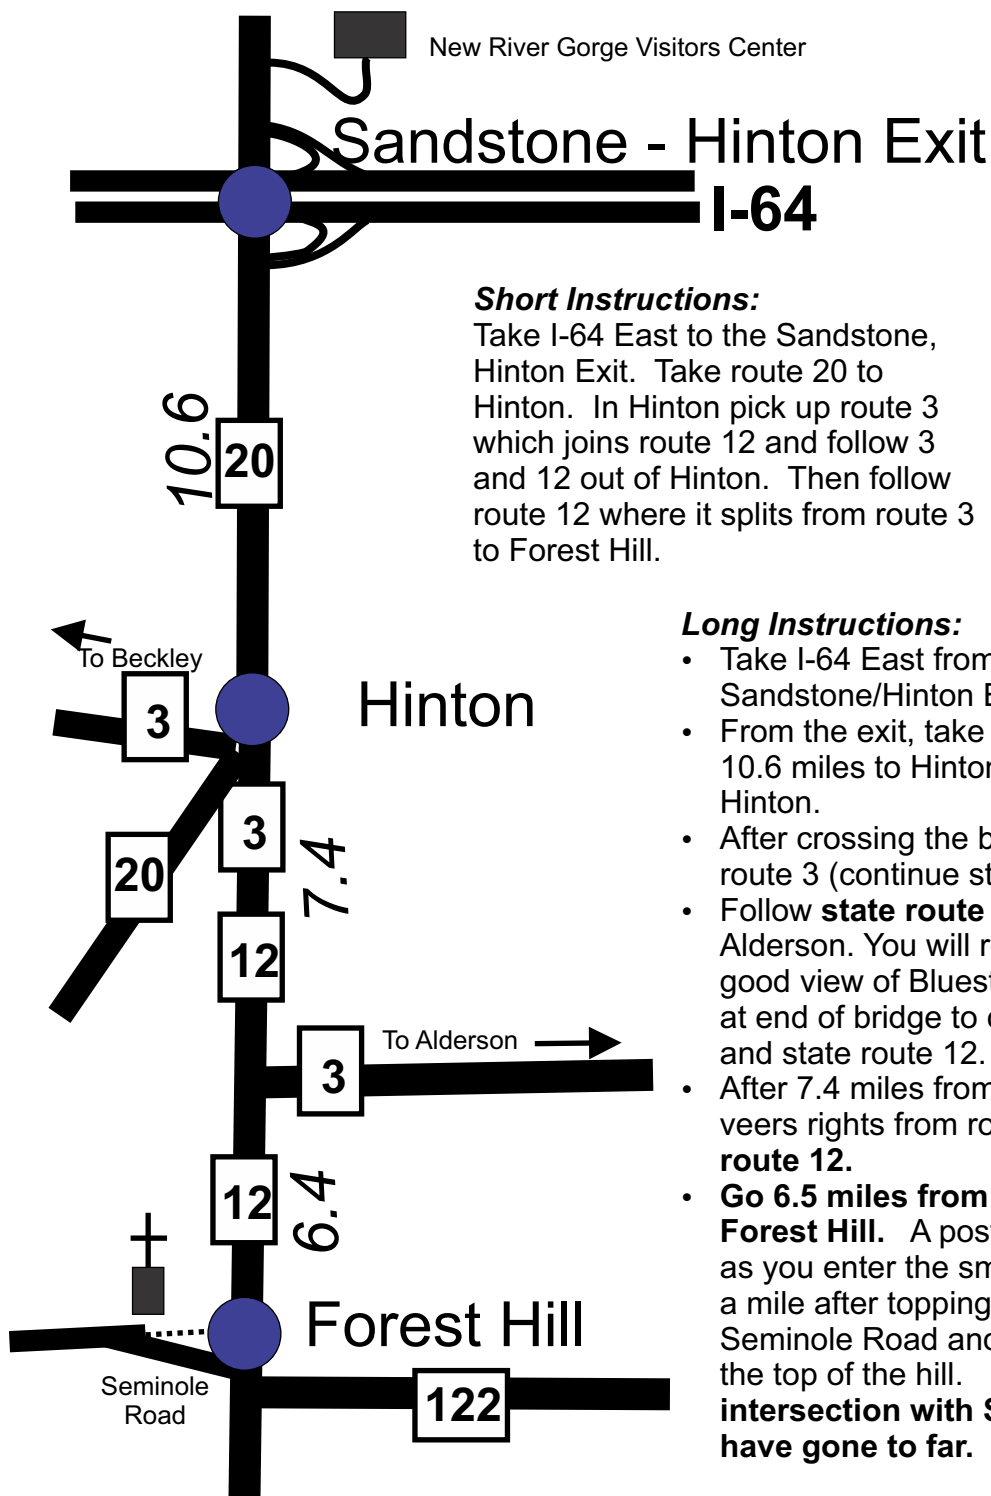 New River Gorge Visitors Center
Sandstone - Hinton Exit
I-64
Short Instructions:
Take I-64 East to the Sandstone,
Hinton Exit.  Take route 20 to
Hinton.  In Hinton pick up route 3
which joins route 12 and follow 3
and 12 out of Hinton.  Then follow
route 12 where it splits from route 3
to Forest Hill.
10.6
20
To Beckley
3
Hinton
20
3
7.4
12
To Alderson
3
12
6.4
Forest Hill
Seminole
Road
122
Long Instructions:
• Take I-64 East from
Sandstone/Hinton
• From the exit, take
10.6 miles to Hinton
Hinton.
• After crossing the
route 3 (continue
• Follow state route
Alderson. You will
good view of
at end of bridge to
and state route 12.
• After 7.4 miles from
veers rights from
route 12.
• Go 6.5 miles from
Forest Hill.   A
as you enter the
a mile after topping
Seminole Road and
the top of the hill.
intersection with
have gone to far.